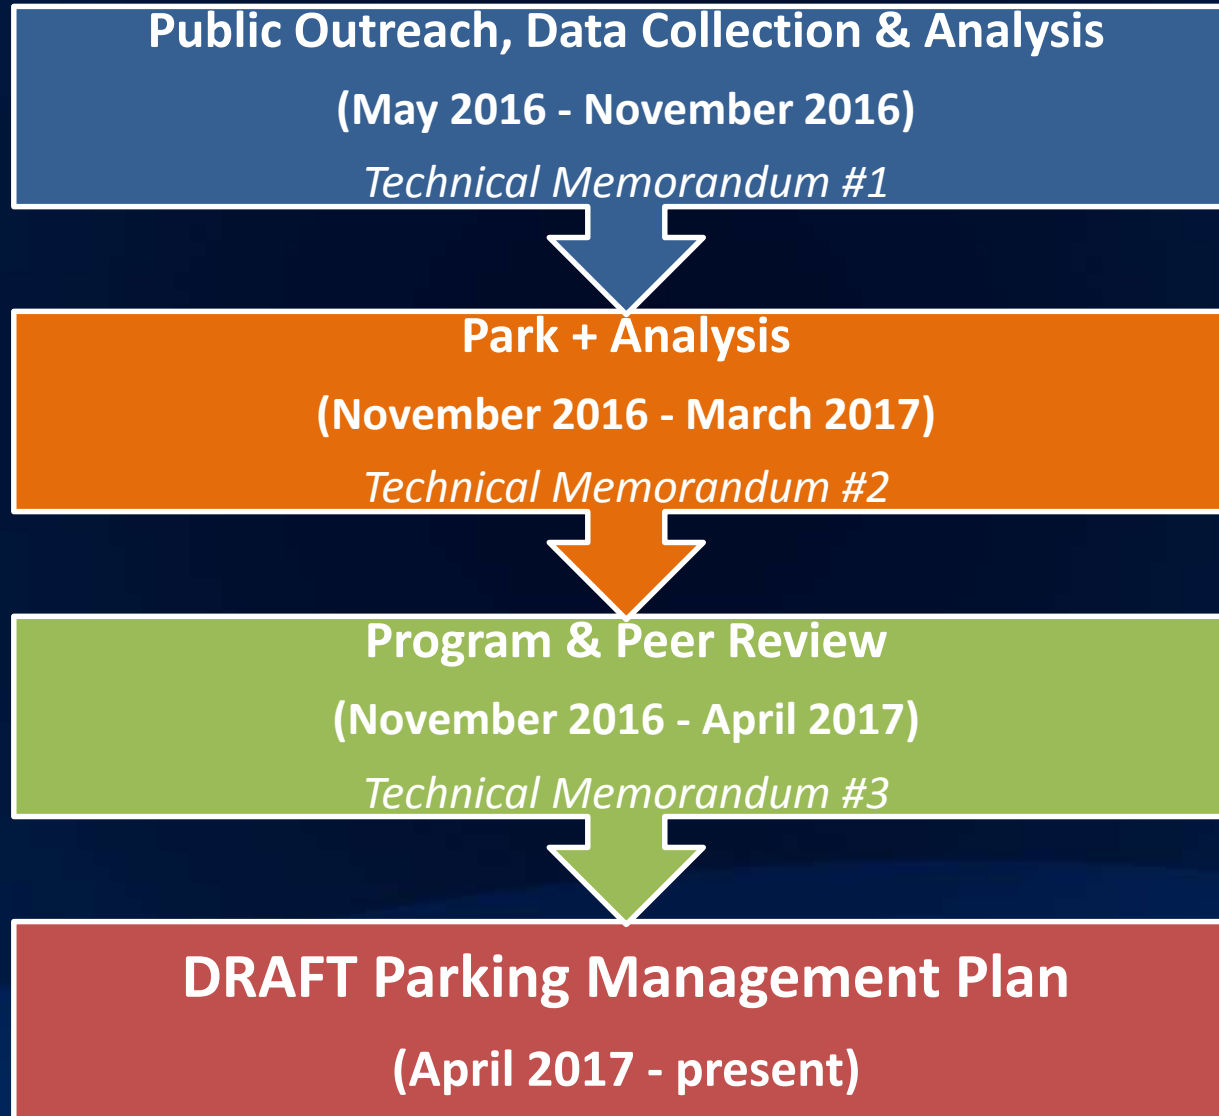 Public Outreach, Data Collection & Analysis
(May 2016 - November 2016)
Technical Memorandum #1
Park + Analysis
(November 2016 - March 2017)
Technical Memorandum #2
Program & Peer Review
(November 2016 - April 2017)
Technical Memorandum #3
DRAFT Parking Management Plan
(April 2017 - present)